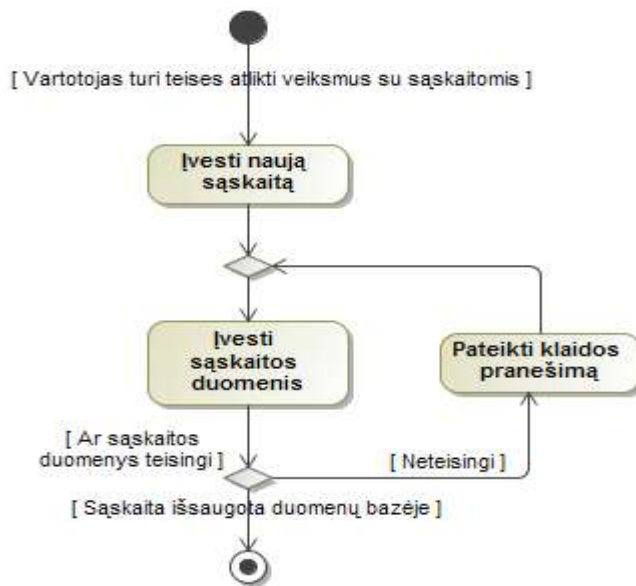 [ Vartotojas turi teises atlikti veiksmus su sąskaitomis ]
Įvesti naują
sąskaitą
Įvesti
sąskaitos
duomenis
Pateikti klaidos
pranešimą
[ Ar sąskaitos
duomenys teisingi ]
[ Neteisingi ]
[ Sąskaita išsaugota duomenų bazėje ]